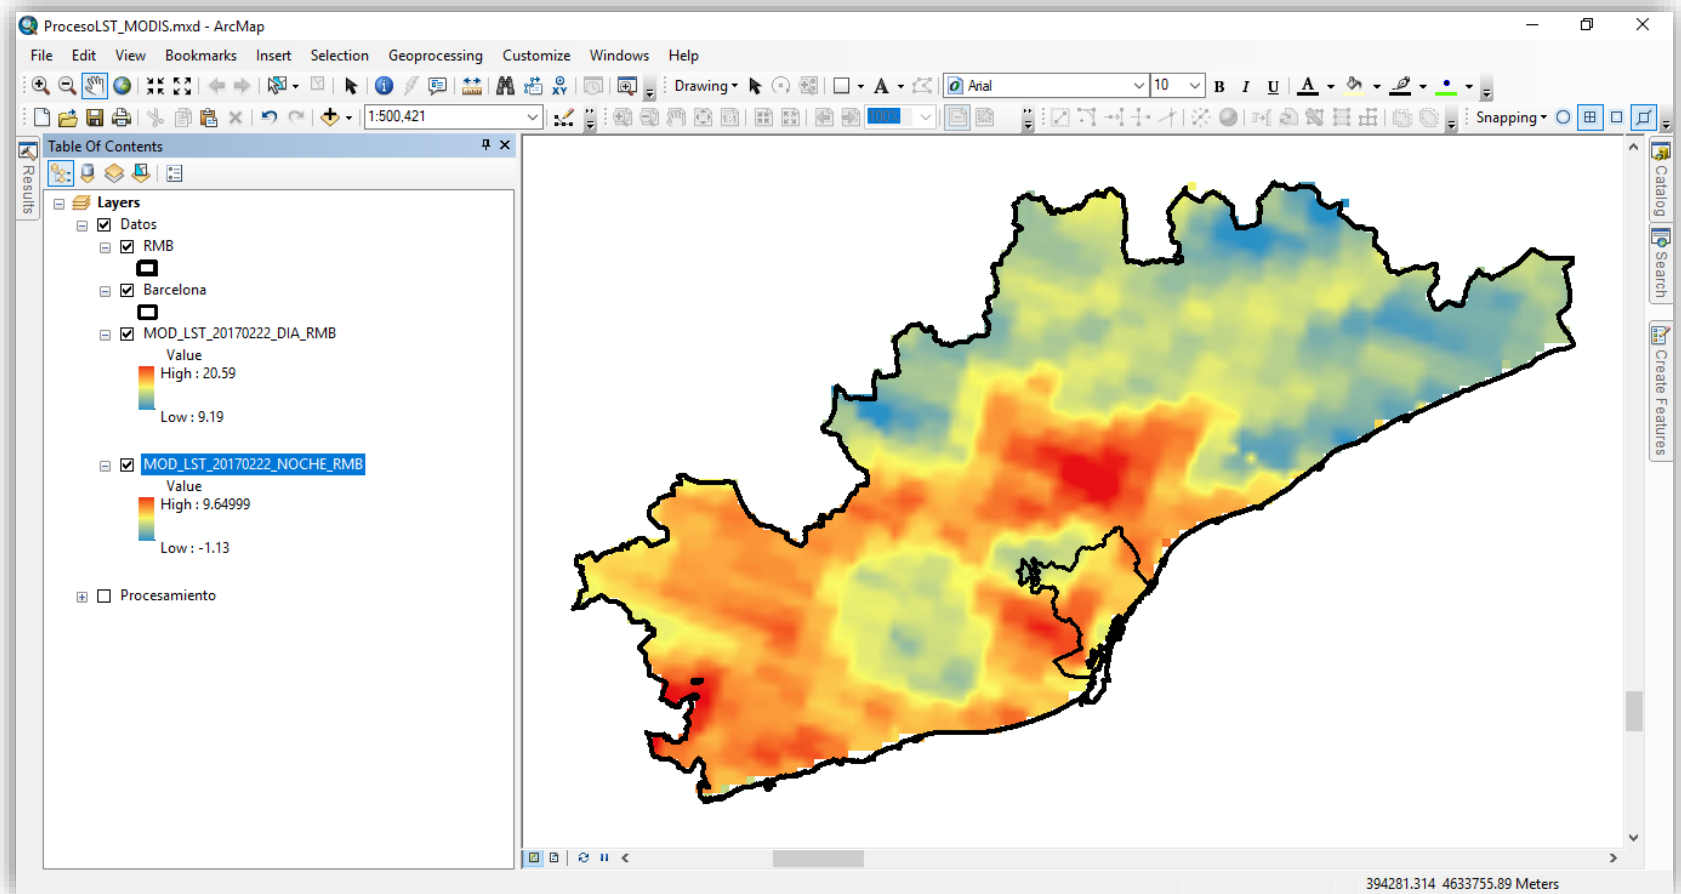 ProcesoLST_MODIS.mxd - ArcMap
File Edit View Bookmarks Insert Selection Geoprocessing Customize Windows Help
Drawing A Arial 10 B I U A
1:500,421 100% Snapping
Results
Table Of Contents
Layers
Datos
RMB
Barcelona
MOD_LST_20170222_DIA_RMB
Value
High : 20.59
Low : 9.19
MOD_LST_20170222_NOCHE_RMB
Value
High : 9.64999
Low : -1.13
Procesamiento
Catalog
Search
Create Features
394281.314 4633755.89 Meters